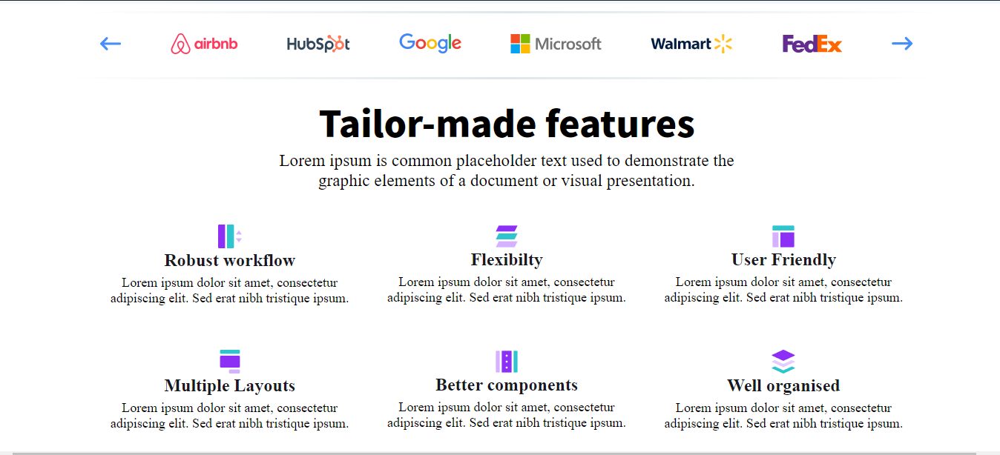 airbnb HubSpot Google Microsoft Walmart FedEx
Tailor-made features
Lorem ipsum is common placeholder text used to demonstrate the
graphic elements of a document or visual presentation.
Robust workflow
Lorem ipsum dolor sit amet, consectetur
adipiscing elit. Sed erat nibh tristique ipsum.
Flexibilty
Lorem ipsum dolor sit amet, consectetur
adipiscing elit. Sed erat nibh tristique ipsum.
User Friendly
Lorem ipsum dolor sit amet, consectetur
adipiscing elit. Sed erat nibh tristique ipsum.
Multiple Layouts
Lorem ipsum dolor sit amet, consectetur
adipiscing elit. Sed erat nibh tristique ipsum.
Better components
Lorem ipsum dolor sit amet, consectetur
adipiscing elit. Sed erat nibh tristique ipsum.
Well organised
Lorem ipsum dolor sit amet, consectetur
adipiscing elit. Sed erat nibh tristique ipsum.